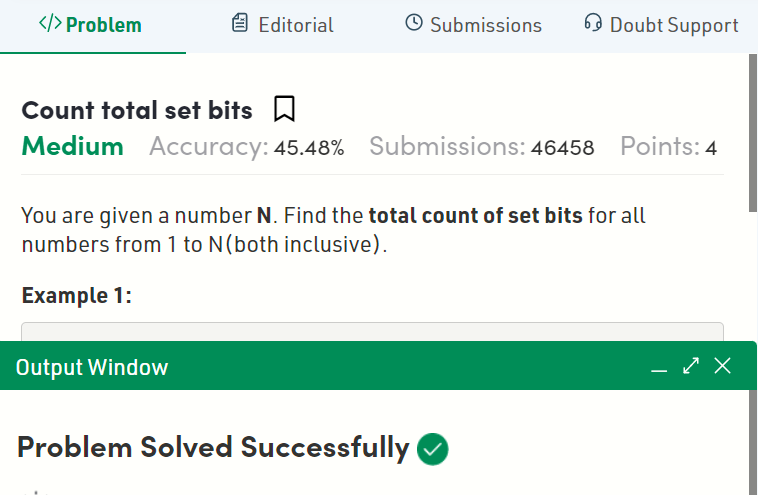 </> Problem Editorial Submissions Doubt Support
Count total set bits
Medium Accuracy: 45.48% Submissions: 46458 Points: 4
You are given a number N. Find the total count of set bits for all
numbers from 1 to N(both inclusive).
Example 1:
Output Window
Problem Solved Successfully